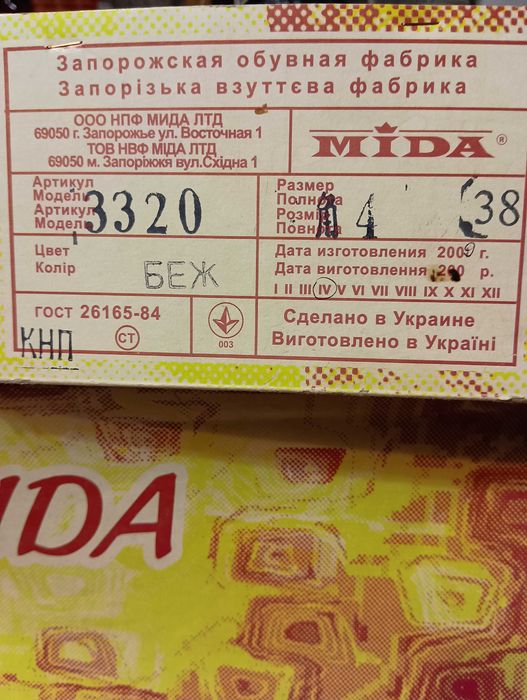 Запорожская обувная фабрика
Запорізька взуттєва фабрика
ООО НПФ МИДА ЛТД
69050 г. Запорожье ул. Восточная 1
ТОВ НВФ МІДА ЛТД
69050 м. Запоріжжя вул.Східна 1
MIDA®
Артикул
Модель
Артикул
Модель
3320
Размер
Полнота
Розмір
Повнота
4
38
Цвет
Колір
БЕЖ
Дата изготовления 2009 г.
Дата виготовлення 200 р.
I II III IV V VI VII VIII IX X XI XII
ГОСТ 26165-84
КНП
СТ
003
Сделано в Украине
Виготовлено в Україні
IDA